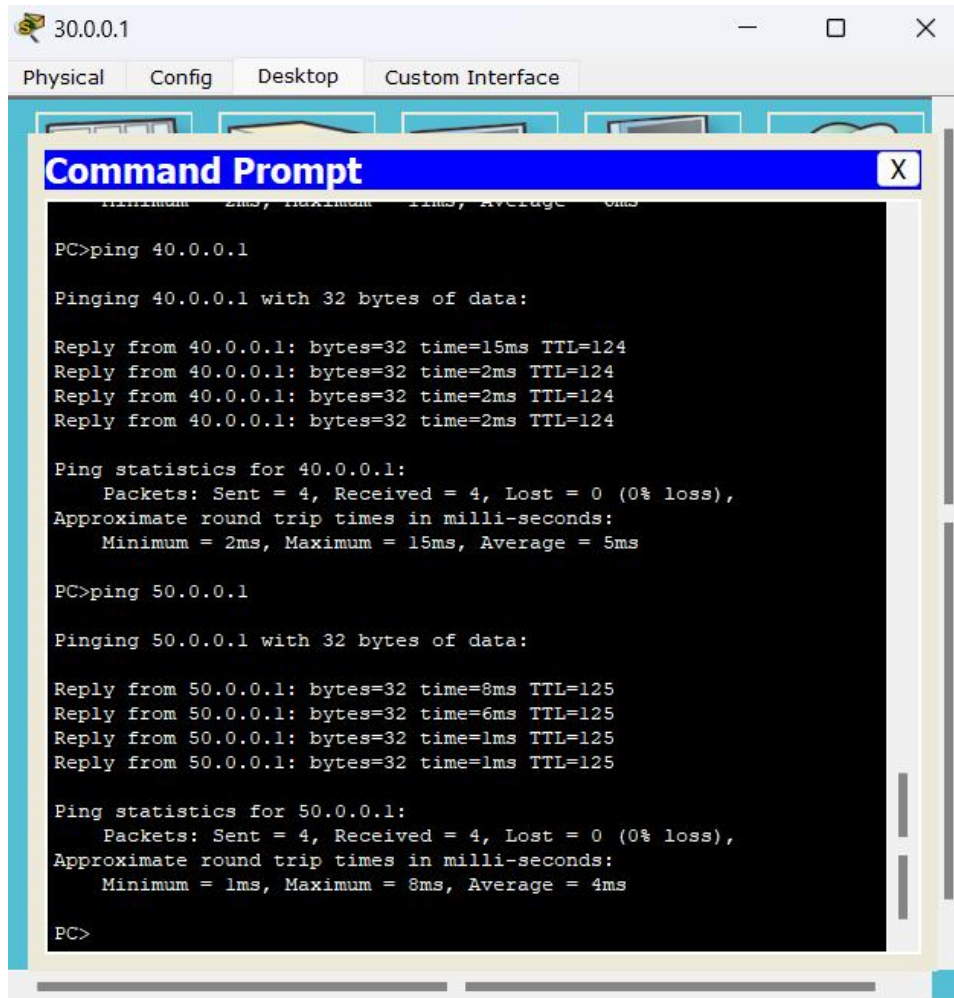 30.0.0.1
Physical Config Desktop Custom Interface
Command Prompt X
Minimum = 2ms, Maximum = 11ms, Average = 6ms
PC>ping 40.0.0.1
Pinging 40.0.0.1 with 32 bytes of data:
Reply from 40.0.0.1: bytes=32 time=15ms TTL=124
Reply from 40.0.0.1: bytes=32 time=2ms TTL=124
Reply from 40.0.0.1: bytes=32 time=2ms TTL=124
Reply from 40.0.0.1: bytes=32 time=2ms TTL=124
Ping statistics for 40.0.0.1:
Packets: Sent = 4, Received = 4, Lost = 0 (0% loss),
Approximate round trip times in milli-seconds:
Minimum = 2ms, Maximum = 15ms, Average = 5ms
PC>ping 50.0.0.1
Pinging 50.0.0.1 with 32 bytes of data:
Reply from 50.0.0.1: bytes=32 time=8ms TTL=125
Reply from 50.0.0.1: bytes=32 time=6ms TTL=125
Reply from 50.0.0.1: bytes=32 time=1ms TTL=125
Reply from 50.0.0.1: bytes=32 time=1ms TTL=125
Ping statistics for 50.0.0.1:
Packets: Sent = 4, Received = 4, Lost = 0 (0% loss),
Approximate round trip times in milli-seconds:
Minimum = 1ms, Maximum = 8ms, Average = 4ms
PC>